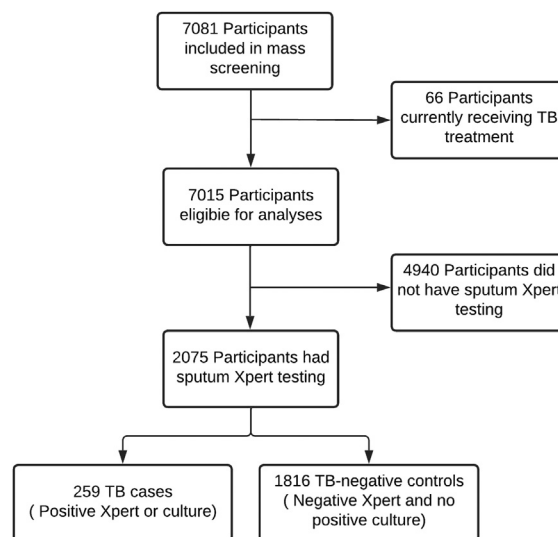 7081 Participants
included in mass
screening
66 Participants
currently receiving TB
treatment
7015 Participants
eligibie for analyses
4940 Participants did
not have sputum Xpert
testing
2075 Participants had
sputum Xpert testing
259 TB cases
( Positive Xpert or culture)
1816 TB-negative controls
( Negative Xpert and no
positive culture)